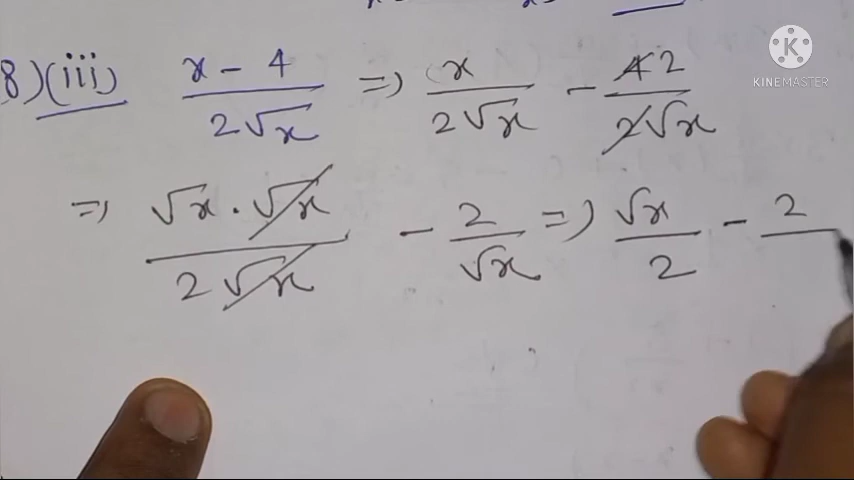 8)(iii) x - 4 / 2√x => x / 2√x - 4 2 / 2√x
=> √x . √x / 2√x - 2 / √x => √x / 2 - 2 /
KINEMASTER